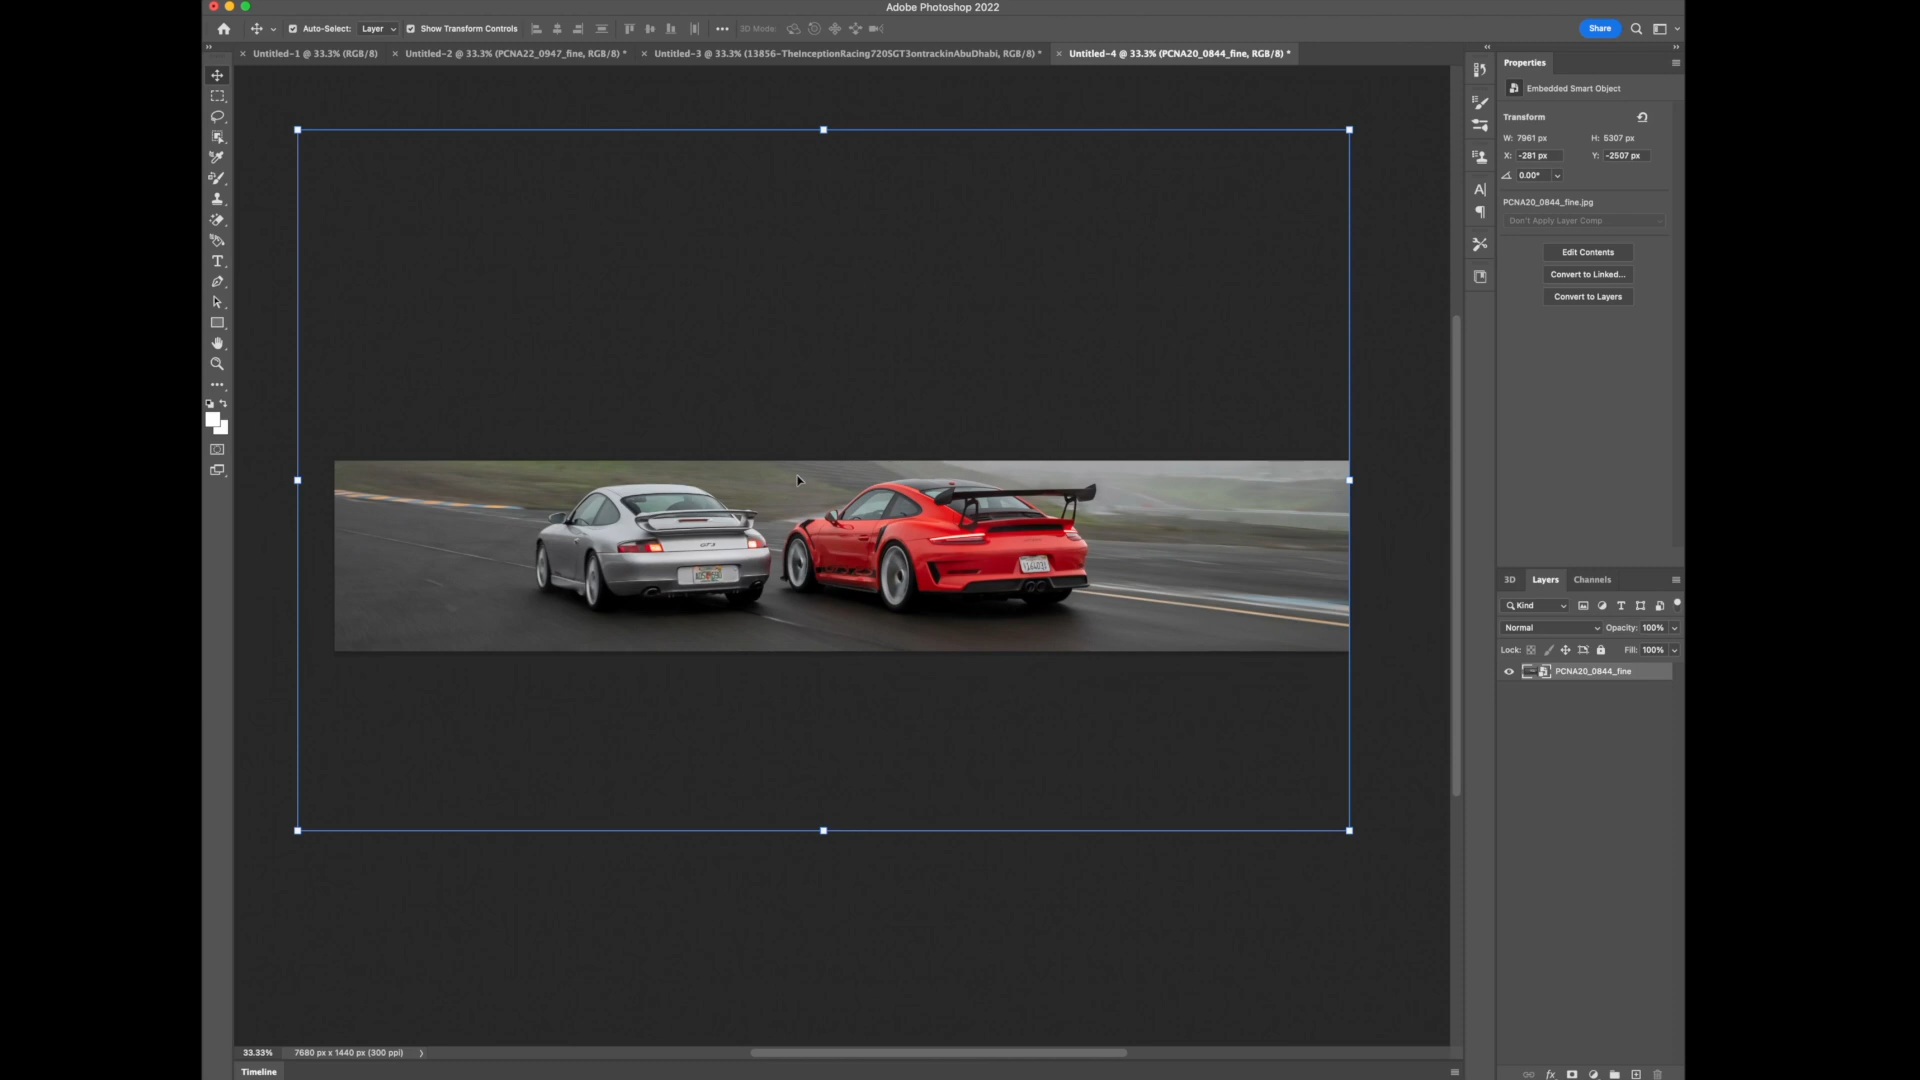 Adobe Photoshop 2022
Auto-Select: Layer Show Transform Controls 3D Mode: Share
Untitled-1 @ 33.3% (RGB/8) Untitled-2 @ 33.3% (PCNA22_0947_fine, RGB/8) * Untitled-3 @ 33.3% (13856-TheInceptionRacing720SGT3ontrackinAbuDhabi, RGB/8) * Untitled-4 @ 33.3% (PCNA20_0844_fine, RGB/8) *
Properties
Embedded Smart Object
Transform
W: 7961 px H: 5307 px
X: -281 px Y: -2507 px
0.00°
PCNA20_0844_fine.jpg
Don't Apply Layer Comp
Edit Contents
Convert to Linked...
Convert to Layers
GT3
3D Layers Channels
Kind
Normal Opacity: 100%
Lock: Fill: 100%
PCNA20_0844_fine
33.33% 7680 px x 1440 px (300 ppi)
Timeline